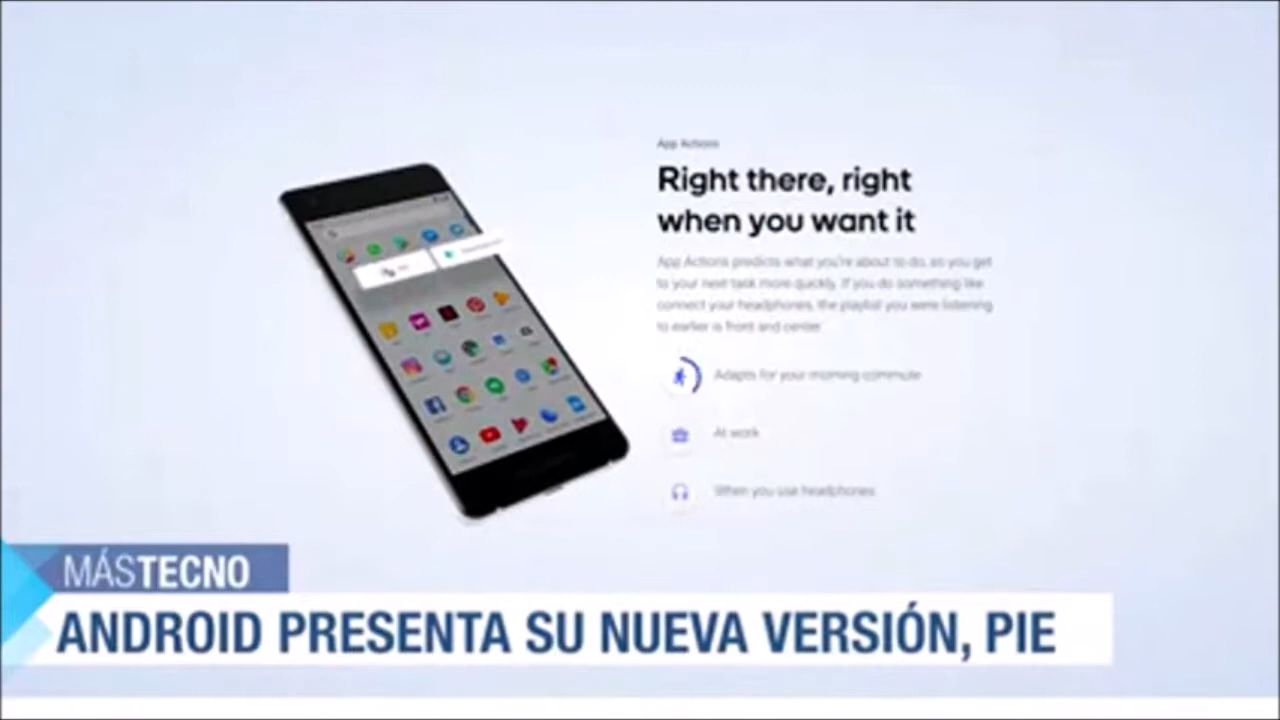 App Actions
Right there, right
when you want it
App Actions predicts what you're about to do, so you get
to your next task more quickly. If you do something like
connect your headphones, the playlist you were listening
to earlier is front and center.
Adapts for your morning commute
At work
When you use headphones
MÁSTECNO
ANDROID PRESENTA SU NUEVA VERSIÓN, PIE